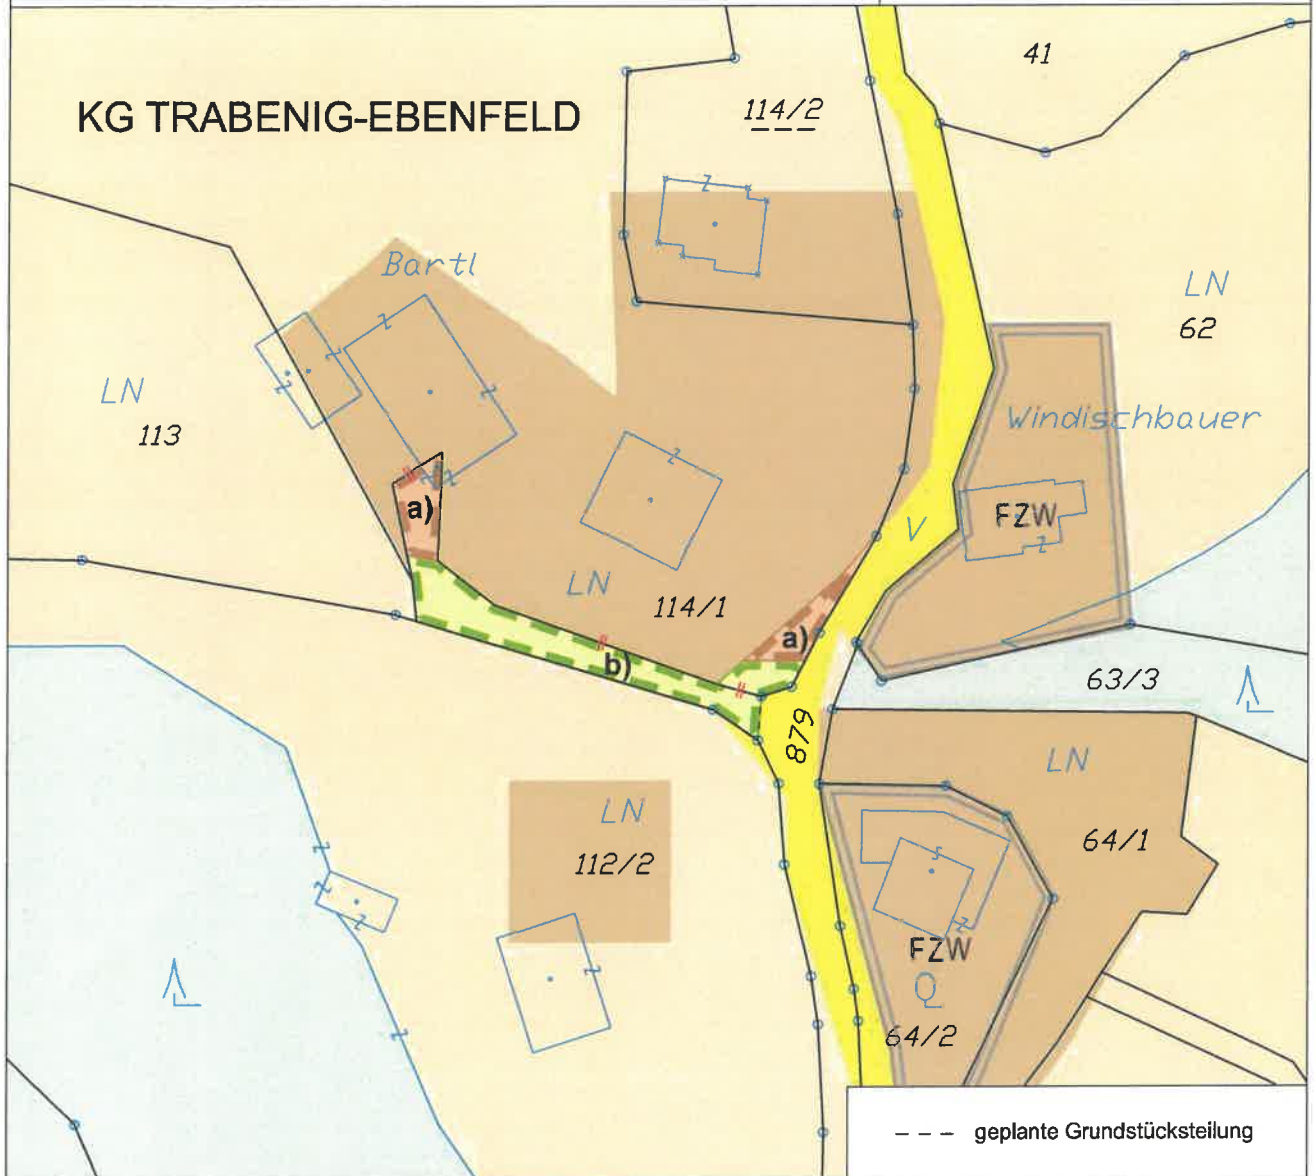 41
KG TRABENIG-EBENFELD
114/2
Bartl
LN
62
LN
113
Windischbauer
a)
FZW
V
LN
114/1
a)
b)
63/3
879
LN
LN
112/2
64/1
FZW
Q
64/2
geplante Grundstücksteilung